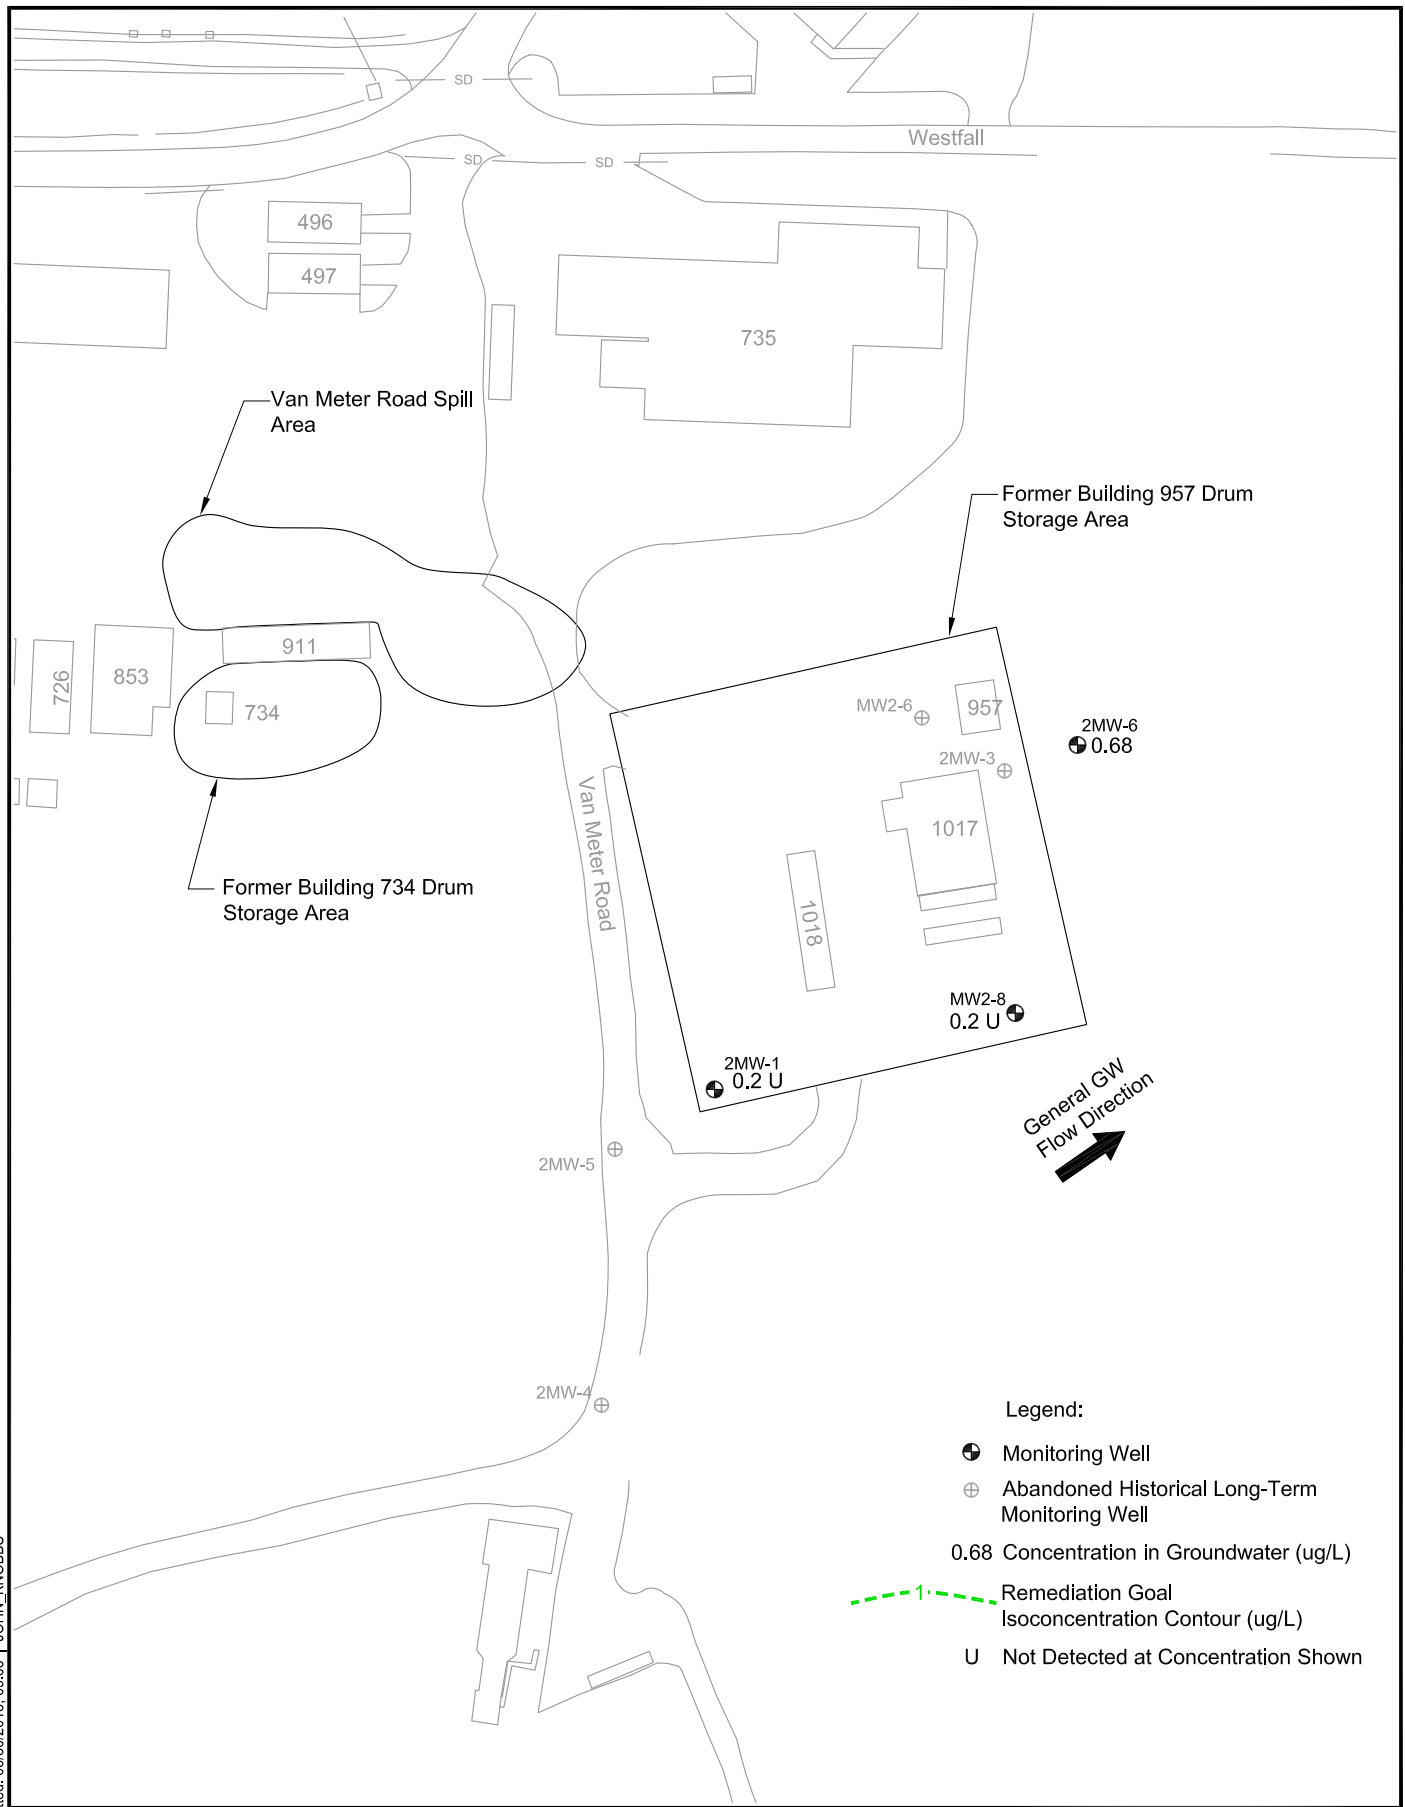 SD
Westfall
SD
SD
496
497
735
Van Meter Road Spill
Area
Former Building 957 Drum
Storage Area
911
853
726
734
MW2-6
957
2MW-6
0.68
2MW-3
Van Meter Road
1017
Former Building 734 Drum
Storage Area
1018
MW2-8
0.2 U
2MW-1
0.2 U
General GW
Flow Direction
2MW-5
2MW-4
Legend:
Monitoring Well
Abandoned Historical Long-Term
Monitoring Well
0.68 Concentration in Groundwater (ug/L)
1
Remediation Goal
Isoconcentration Contour (ug/L)
U Not Detected at Concentration Shown